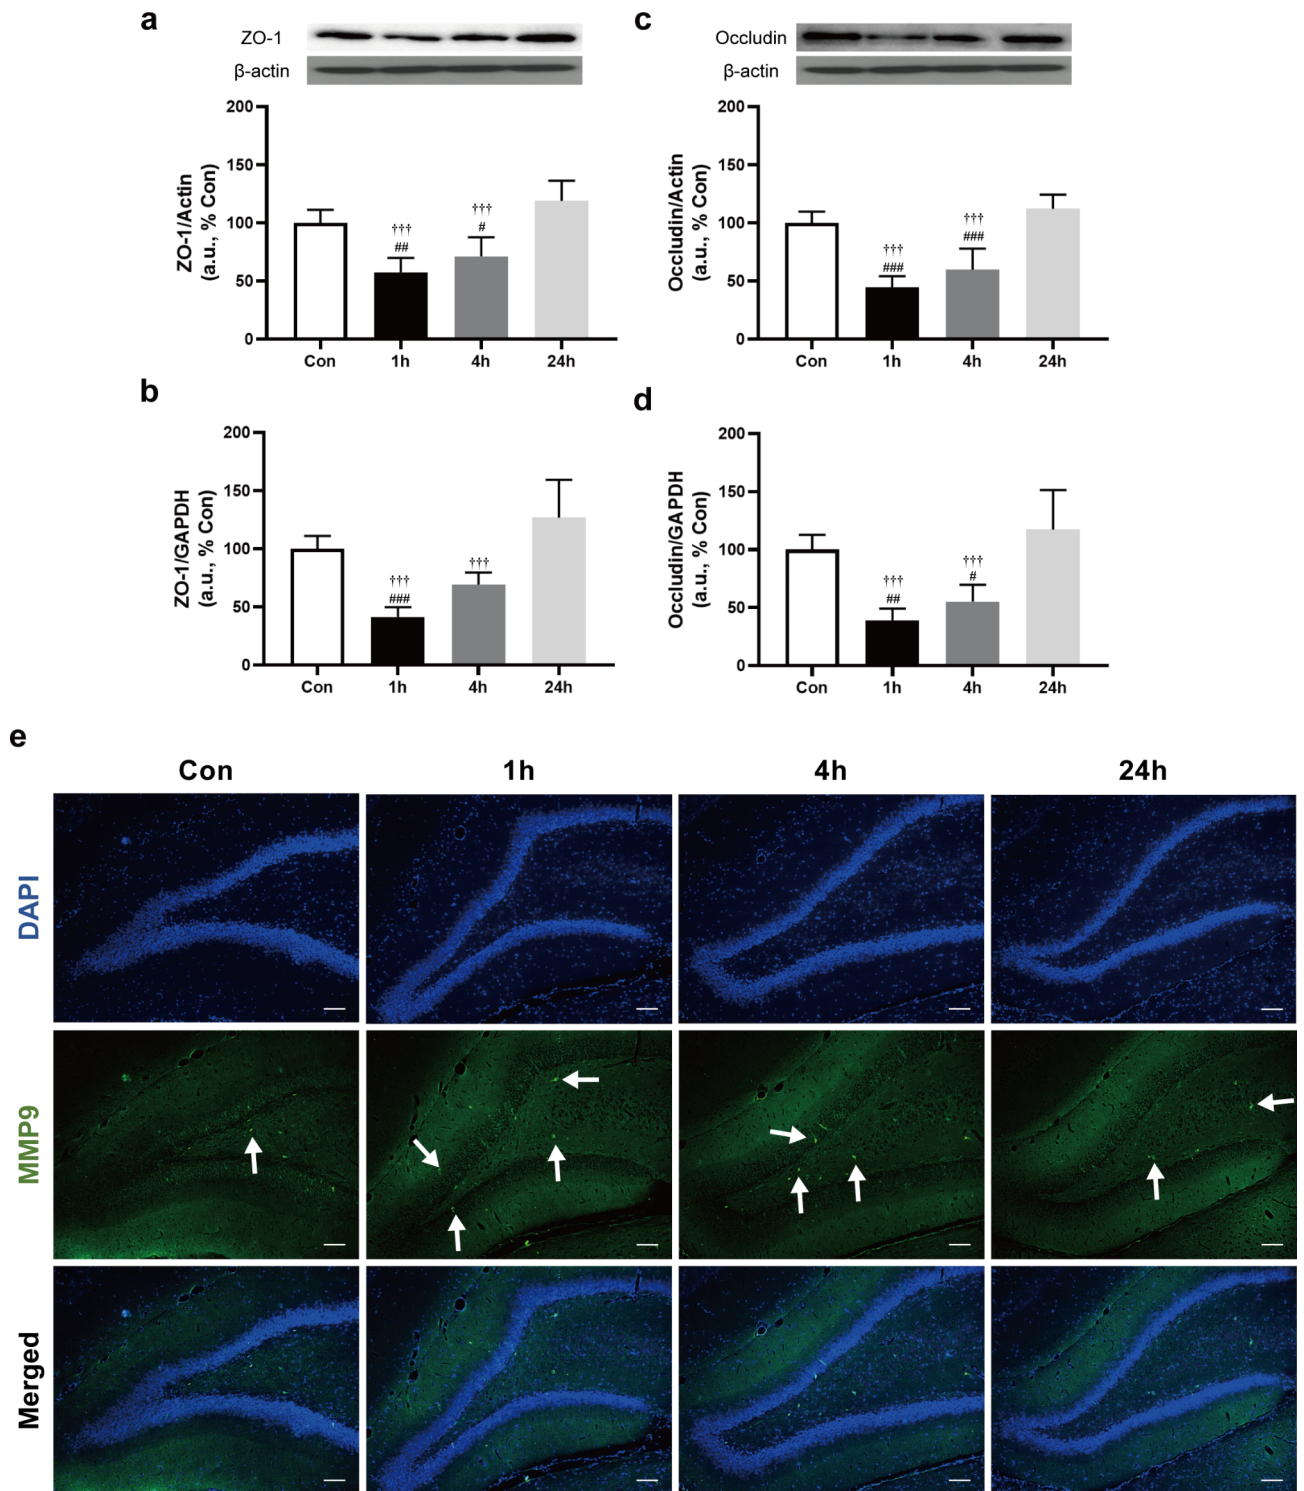 a
ZO-1
β-actin
200
150
100
50
0
ZO-1/Actin
(a.u., % Con)
†††
##
†††
#
Con 1h 4h 24h
c
Occludin
β-actin
200
150
100
50
0
Occludin/Actin
(a.u., % Con)
†††
###
†††
###
Con 1h 4h 24h
b
200
150
100
50
0
ZO-1/GAPDH
(a.u., % Con)
†††
###
†††
Con 1h 4h 24h
d
200
150
100
50
0
Occludin/GAPDH
(a.u., % Con)
†††
##
†††
#
Con 1h 4h 24h
e
Con 1h 4h 24h
DAPI
MMP9
Merged